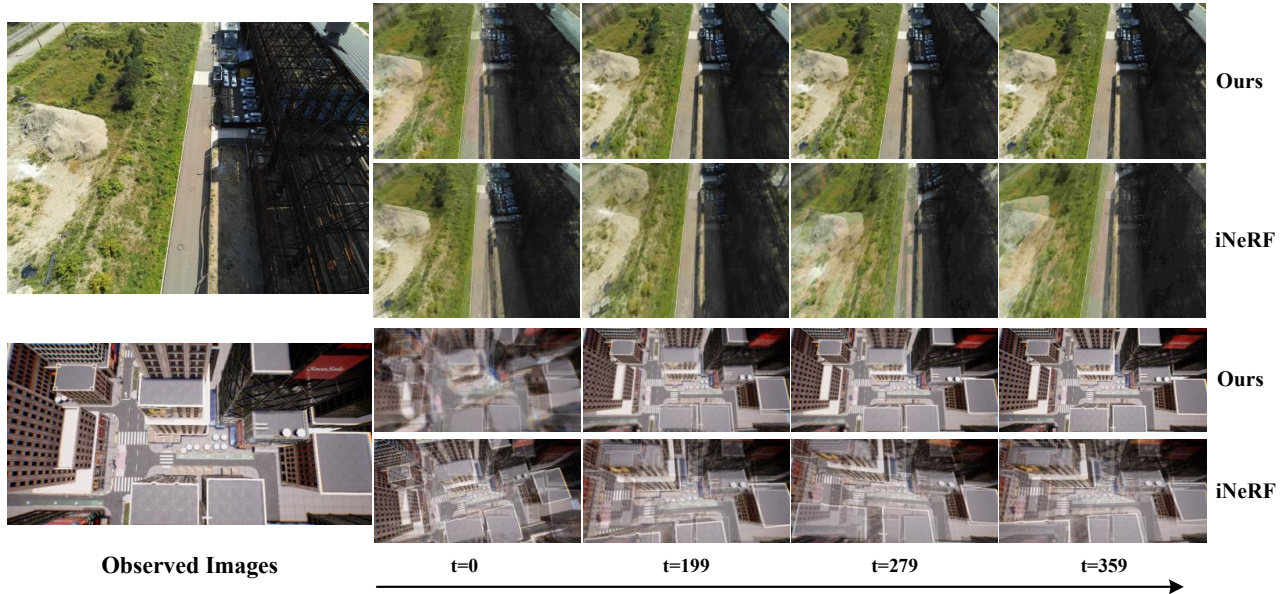 Ours
iNeRF
Ours
iNeRF
Observed Images
t=0
t=199
t=279
t=359